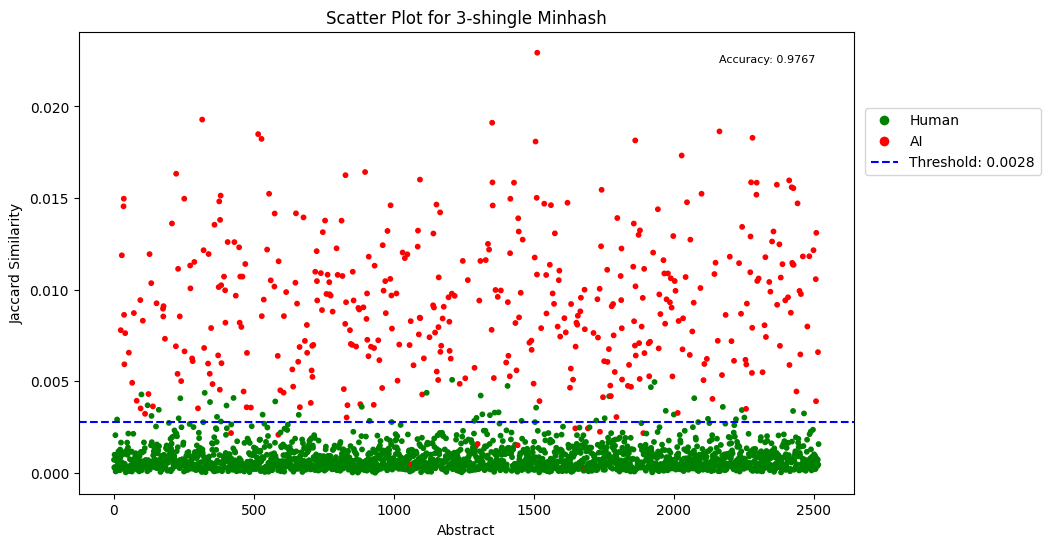 Scatter Plot for 3-shingle Minhash
Accuracy: 0.9767
Human
AI
Threshold: 0.0028
Jaccard Similarity
0.020
0.015
0.010
0.005
0.000
0 500 1000 1500 2000 2500
Abstract